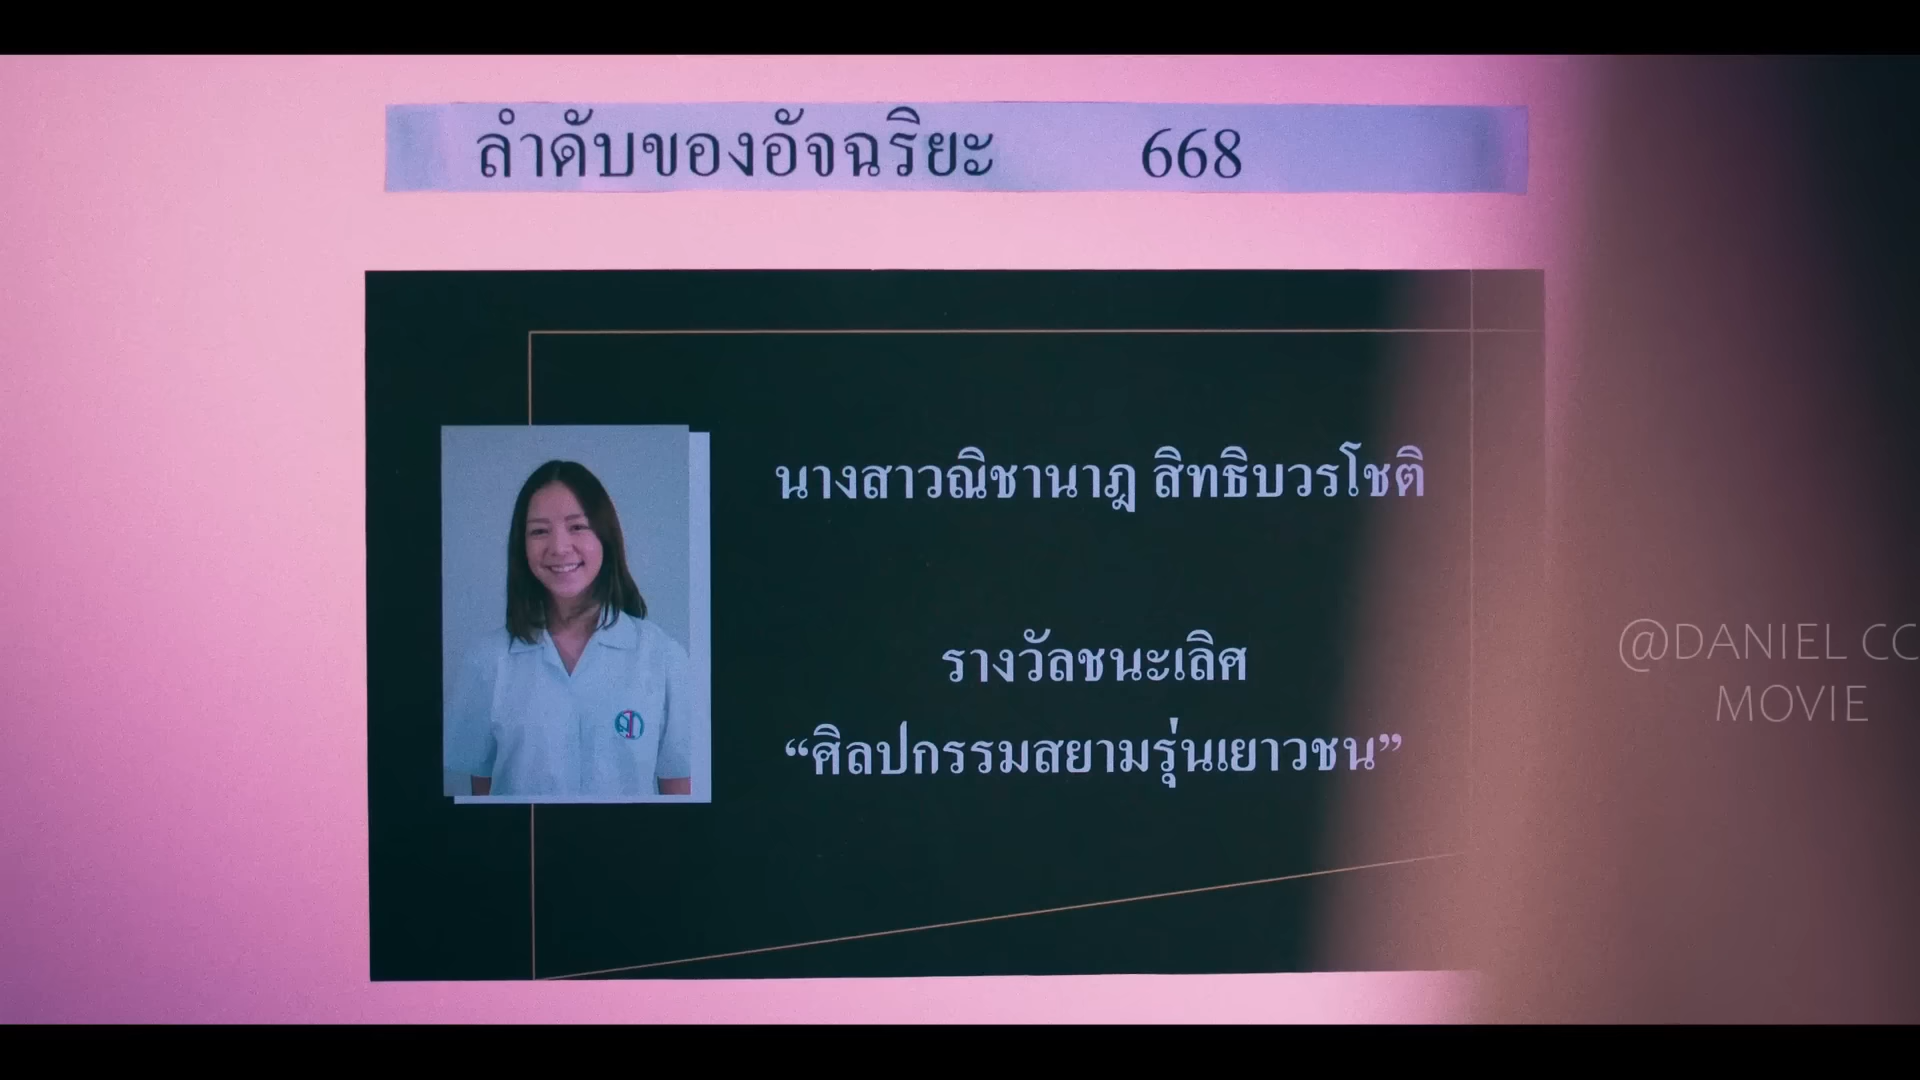 ลำดับของอัจฉริยะ 668
นางสาวณิชานาฎ สิทธิบวรโชติ
รางวัลชนะเลิศ
“ศิลปกรรมสยามรุ่นเยาวชน”
@DANIEL CC
MOVIE